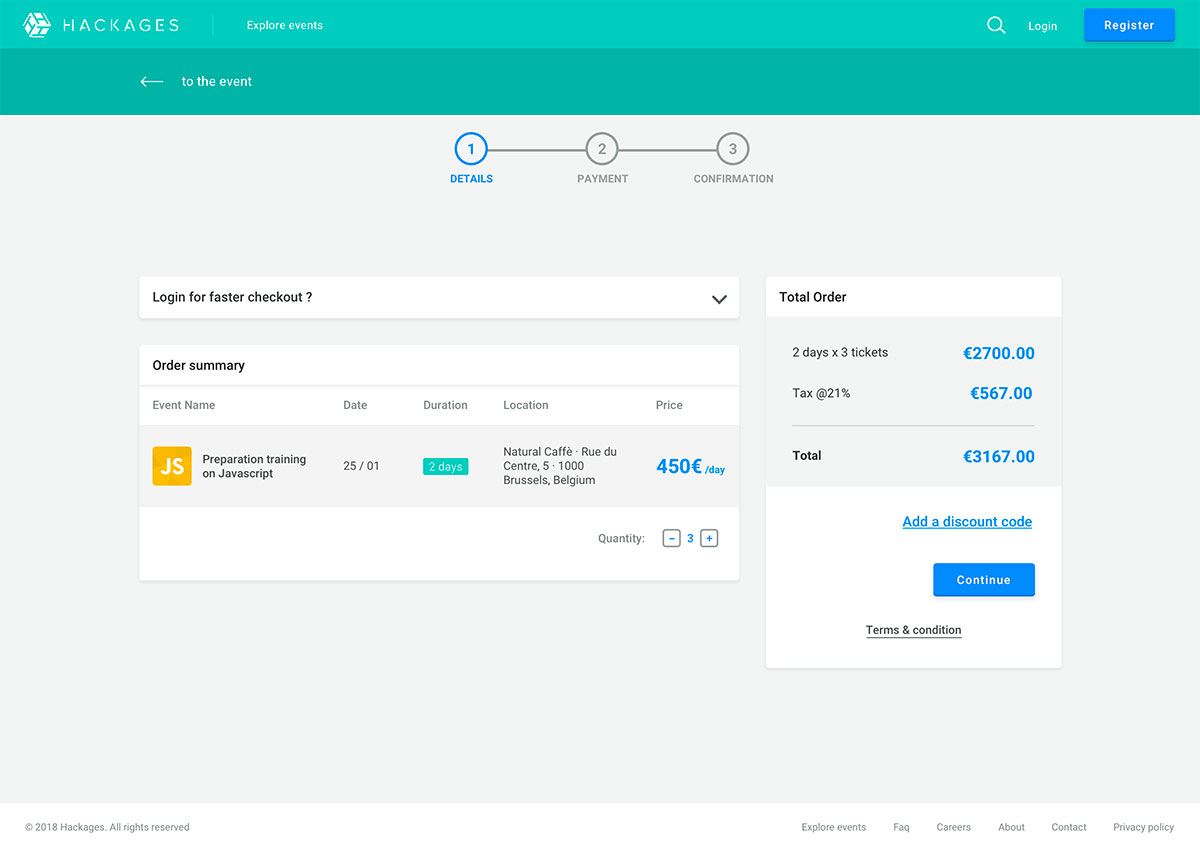 HACKAGES
Explore events
Login
Register
to the event
1
2
3
DETAILS
PAYMENT
CONFIRMATION
Login for faster checkout ?
Order summary
Event Name
Date
Duration
Location
Price
JS
Preparation training
on Javascript
25 / 01
2 days
Natural Caffè · Rue du
Centre, 5 · 1000
Brussels, Belgium
450€ /day
Quantity:
-
3
+
Total Order
2 days x 3 tickets
€2700.00
Tax @21%
€567.00
Total
€3167.00
Add a discount code
Continue
Terms & condition
© 2018 Hackages. All rights reserved
Explore events
Faq
Careers
About
Contact
Privacy policy